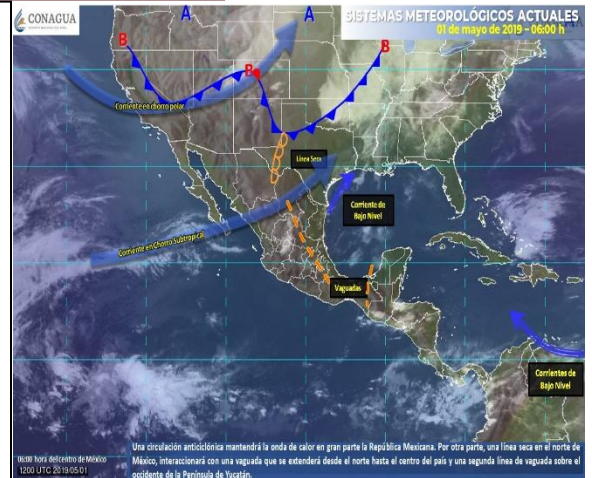 CONAGUA
SISTEMAS METEOROLÓGICOS ACTUALES
01 de mayo de 2019 – 06:00 h
A
A
B
B
B
Corriente en chorro polar
Línea Seca
Corriente de
Bajo Nivel
Corriente en Chorro Subtropical
Vaguadas
Corrientes de
Bajo Nivel
06:00 hora del centro de México
1200 UTC 2019/05/01
Una circulación anticiclónica mantendrá la onda de calor en gran parte la República Mexicana. Por otra parte, una línea seca en el norte de
México, interaccionará con una vaguada que se extenderá desde el norte hasta el centro del país y una segunda línea de vaguada sobre el
occidente de la Península de Yucatán.